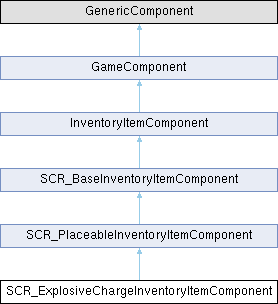 GenericComponent
GameComponent
InventoryItemComponent
SCR_BaseInventoryItemComponent
SCR_PlaceableInventoryItemComponent
SCR_ExplosiveChargeInventoryItemComponent